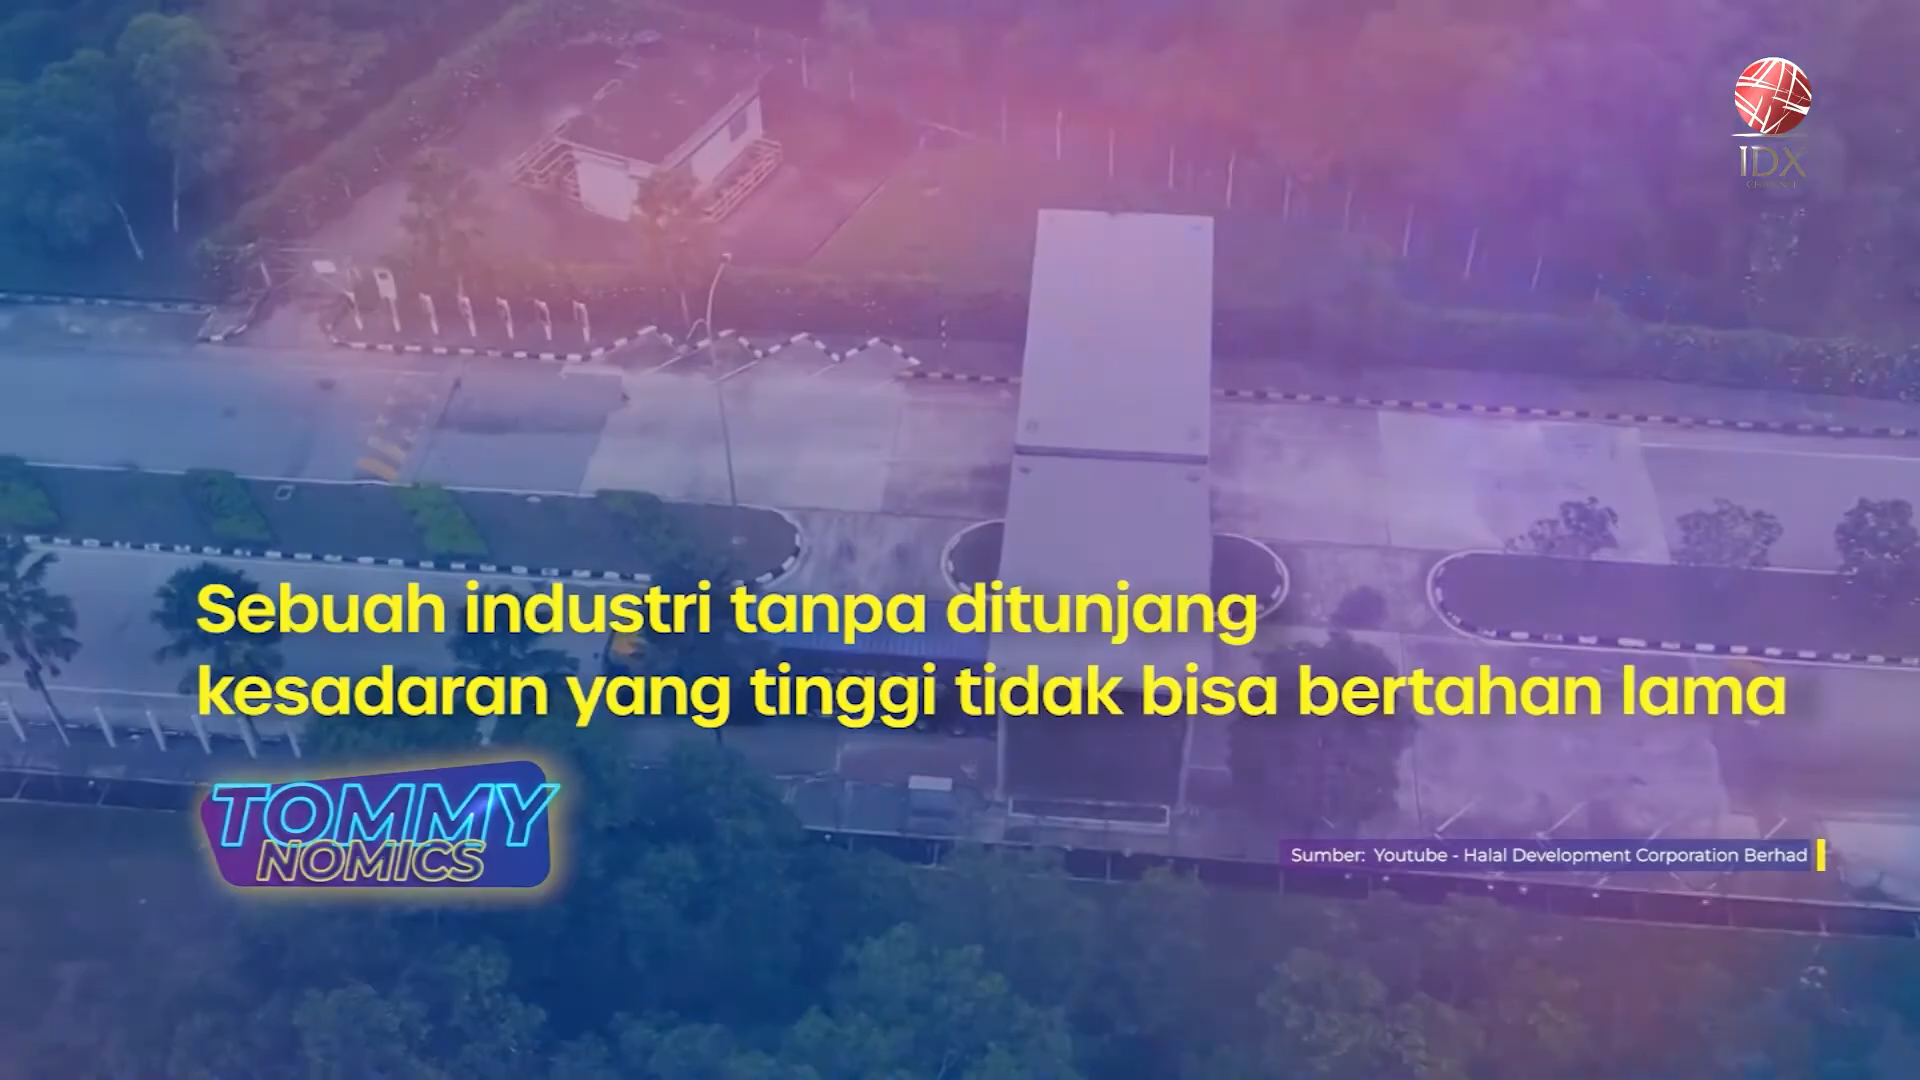 IDX
CHANNEL
Sebuah industri tanpa ditunjang
kesadaran yang tinggi tidak bisa bertahan lama
TOMMY
NOMICS
Sumber: Youtube - Halal Development Corporation Berhad